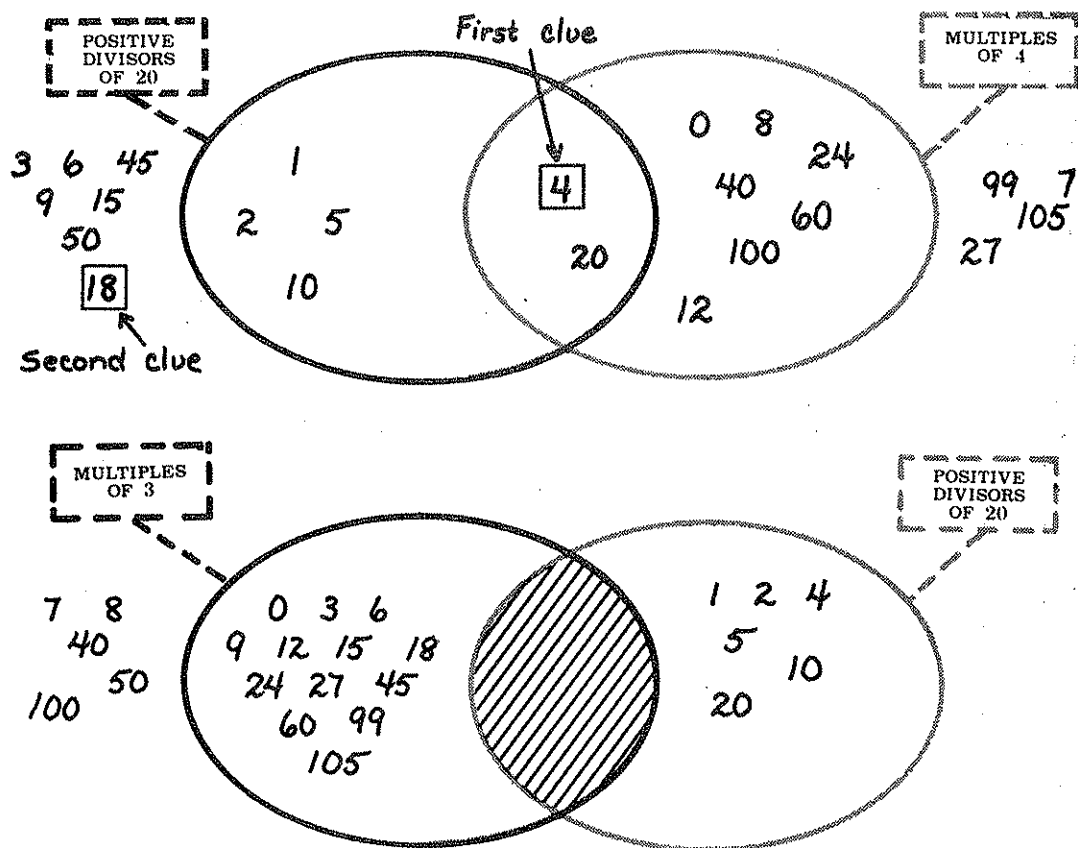 First clue
POSITIVE
DIVISORS
OF 20
MULTIPLES
OF 4
3 6 45
9 15
50
18
Second clue
1
2 5
10
4
20
0 8
24
40
60
100
12
99 7
105
27
MULTIPLES
OF 3
POSITIVE
DIVISORS
OF 20
7 8
40
50
100
0 3 6
9 12 15 18
24 27 45
60 99
105
1 2 4
5
10
20